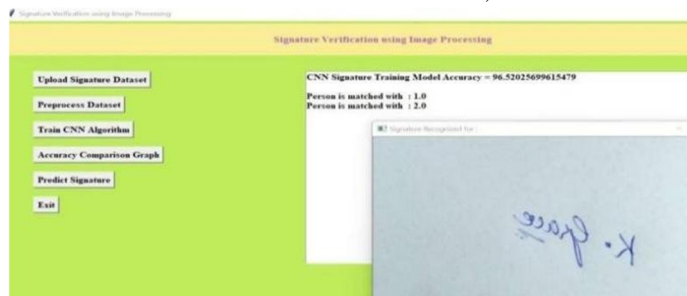 Signature Verification using Image Processing
Signature Verification using Image Processing
Upload Signature Dataset
Preprocess Dataset
Train CNN Algorithm
Accuracy Comparison Graph
Predict Signature
Exit
CNN Signature Training Model Accuracy = 96.52025699615479
Person is matched with : 1.0
Person is matched with : 2.0
Signature Recognized for :
K. Grace